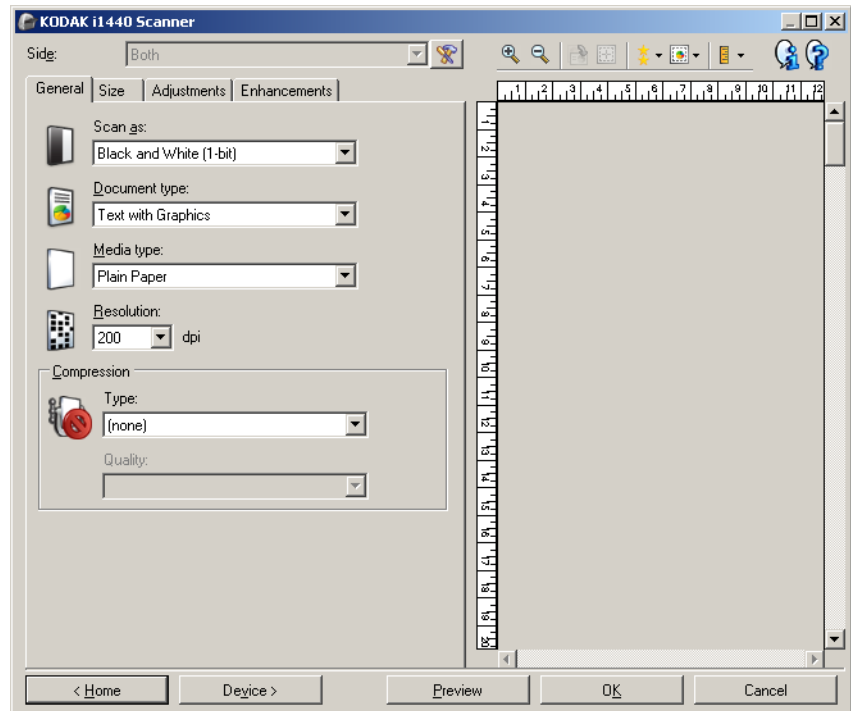 KODAK i1440 Scanner
Side: Both
General Size Adjustments Enhancements
1 2 3 4 5 6 7 8 9 10 11 12
Scan as:
Black and White (1-bit)
Document type:
Text with Graphics
Media type:
Plain Paper
Resolution:
200 dpi
Compression
Type:
(none)
Quality:
1
2
3
4
5
6
7
8
9
10
11
12
13
14
15
16
17
18
19
20
< Home Device > Preview OK Cancel